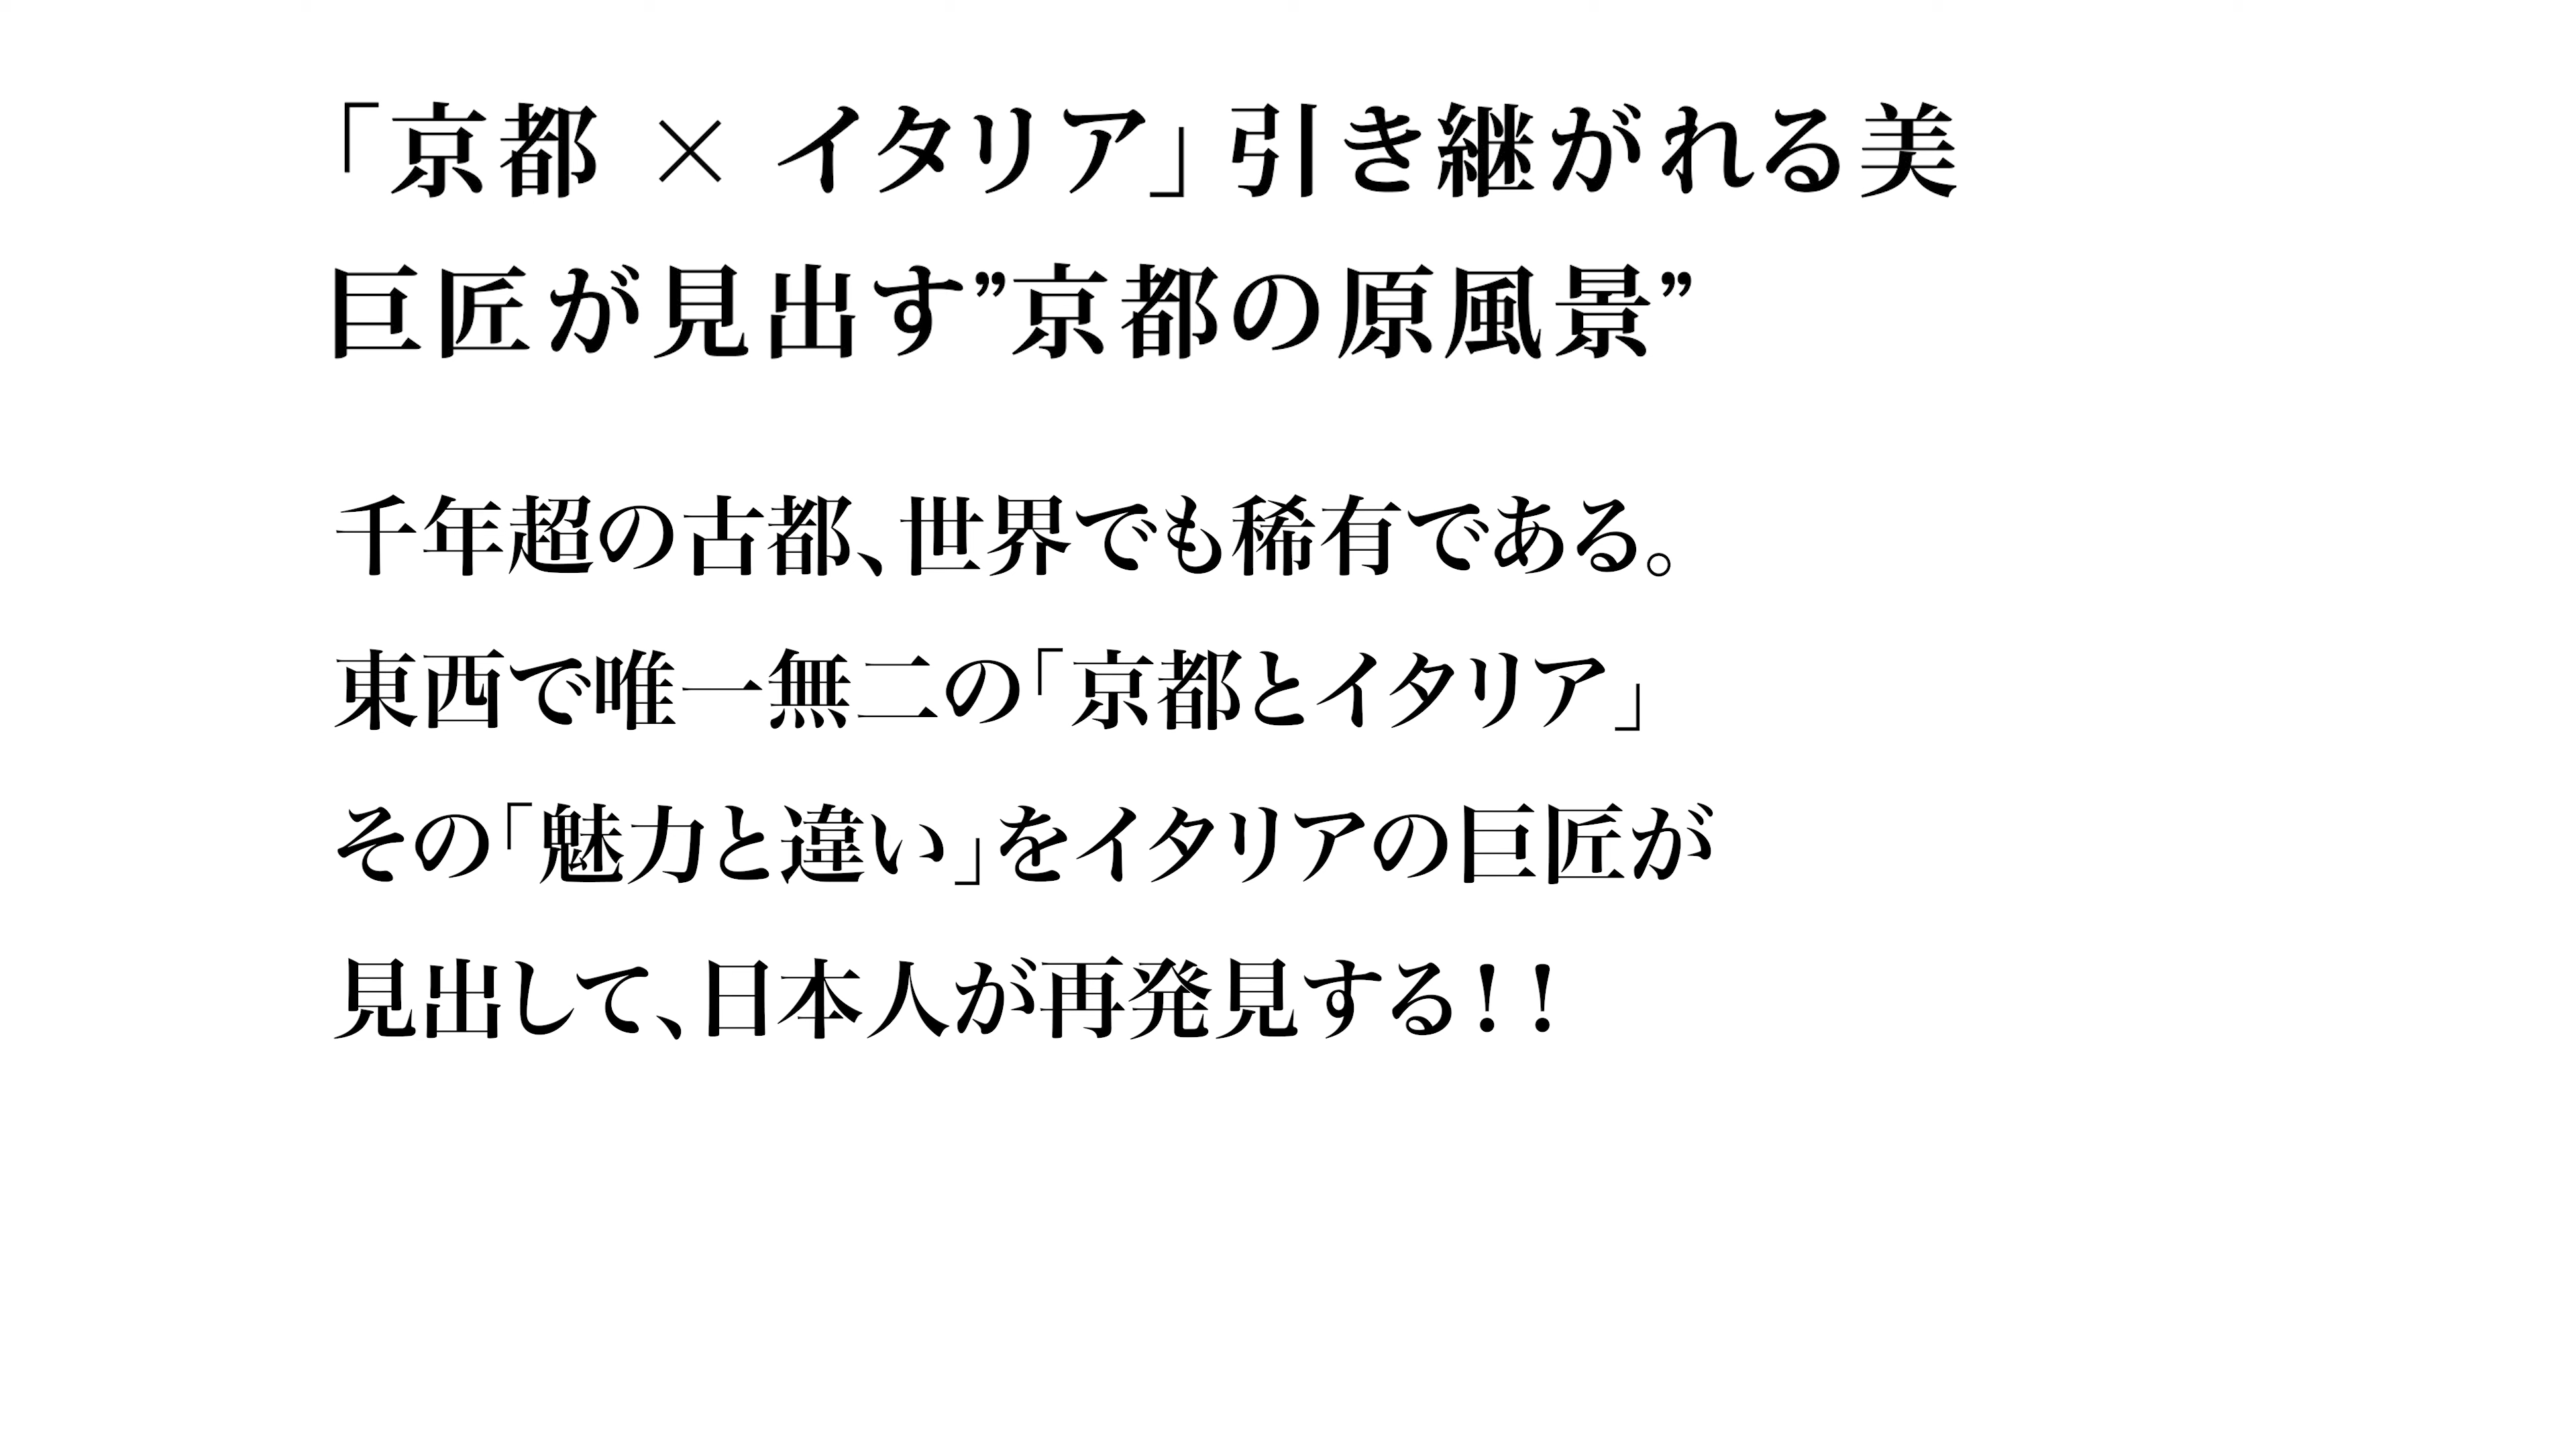 「京都 × イタリア」引き継がれる美
巨匠が見出す”京都の原風景”
千年超の古都、世界でも稀有である。
東西で唯一無二の「京都とイタリア」
その「魅力と違い」をイタリアの巨匠が
見出して、日本人が再発見する！！